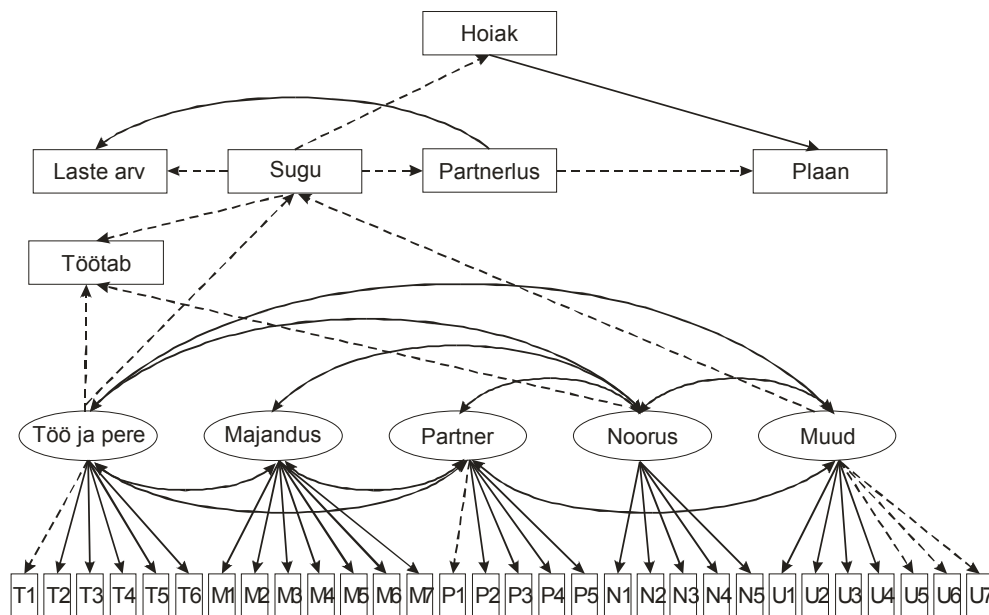 Hoiak
Laste arv Sugu Partnerlus Plaan
Töötab
Töö ja pere Majandus Partner Noorus Muud
T1 T2 T3 T4 T5 T6 M1 M2 M3 M4 M5 M6 M7 P1 P2 P3 P4 P5 N1 N2 N3 N4 N5 U1 U2 U3 U4 U5 U6 U7